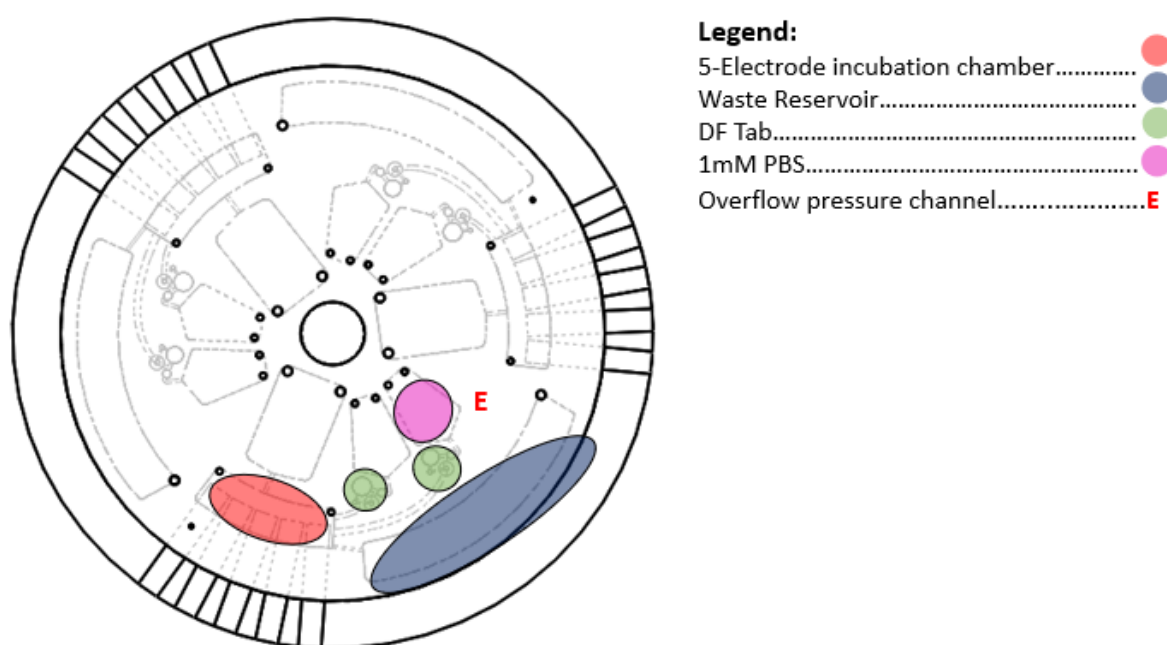 Legend:
5-Electrode incubation chamber.............
Waste Reservoir.......................................
DF Tab.......................................................
1mM PBS..................................................
Overflow pressure channel.......................E
E